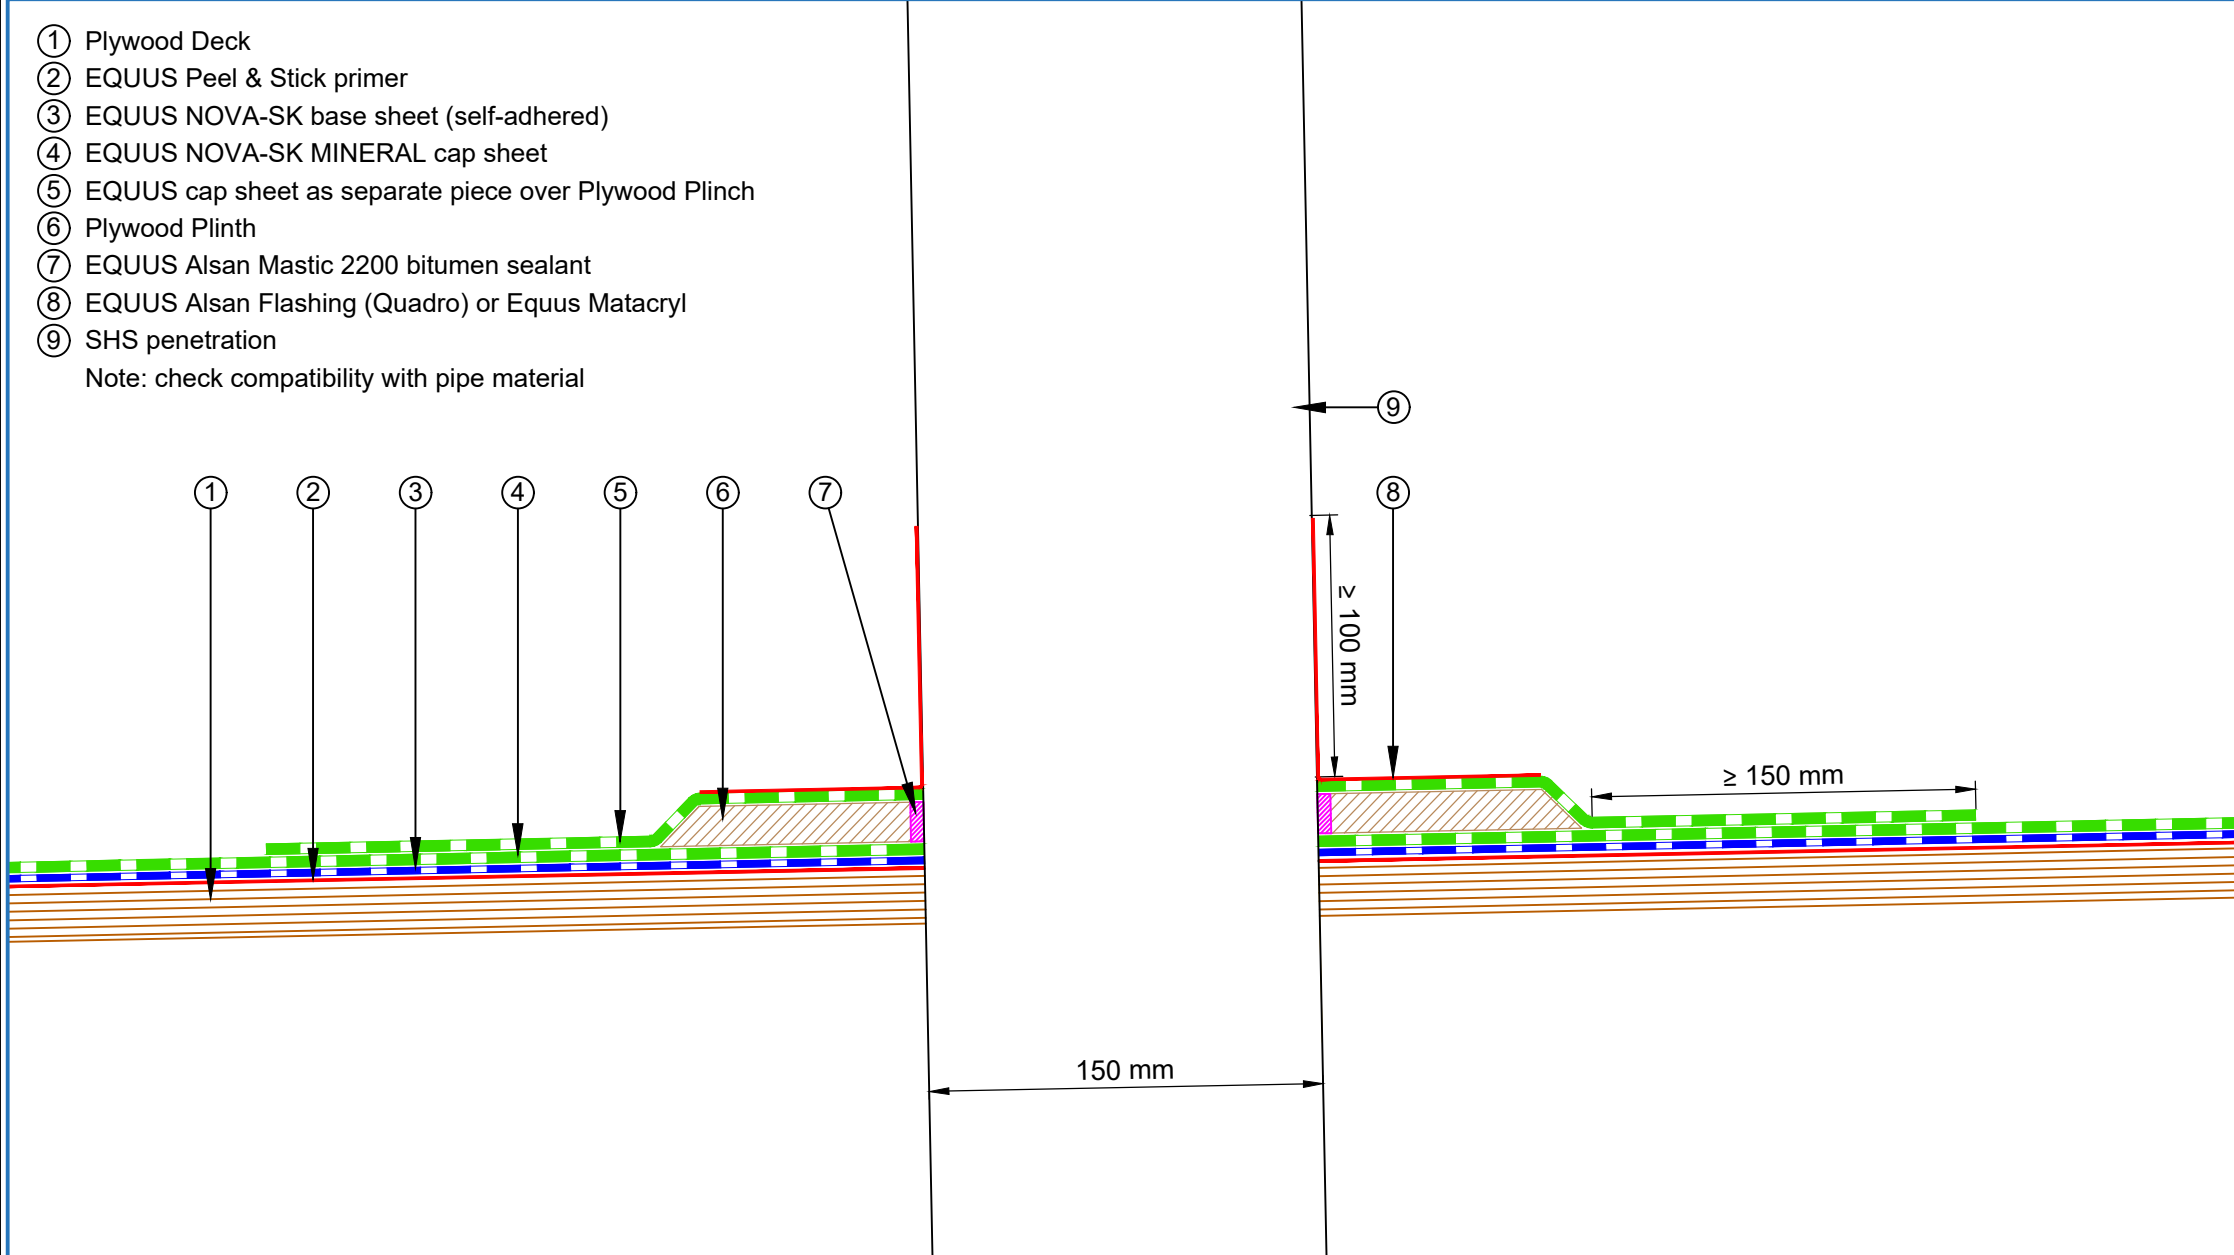 ① Plywood Deck
② EQUUS Peel & Stick primer
③ EQUUS NOVA-SK base sheet (self-adhered)
④ EQUUS NOVA-SK MINERAL cap sheet
⑤ EQUUS cap sheet as separate piece over Plywood Plinch
⑥ Plywood Plinth
⑦ EQUUS Alsan Mastic 2200 bitumen sealant
⑧ EQUUS Alsan Flashing (Quadro) or Equus Matacryl
⑨ SHS penetration
Note: check compatibility with pipe material
⑨
① ② ③ ④ ⑤ ⑥ ⑦ ⑧
≥ 100 mm
≥ 150 mm
150 mm